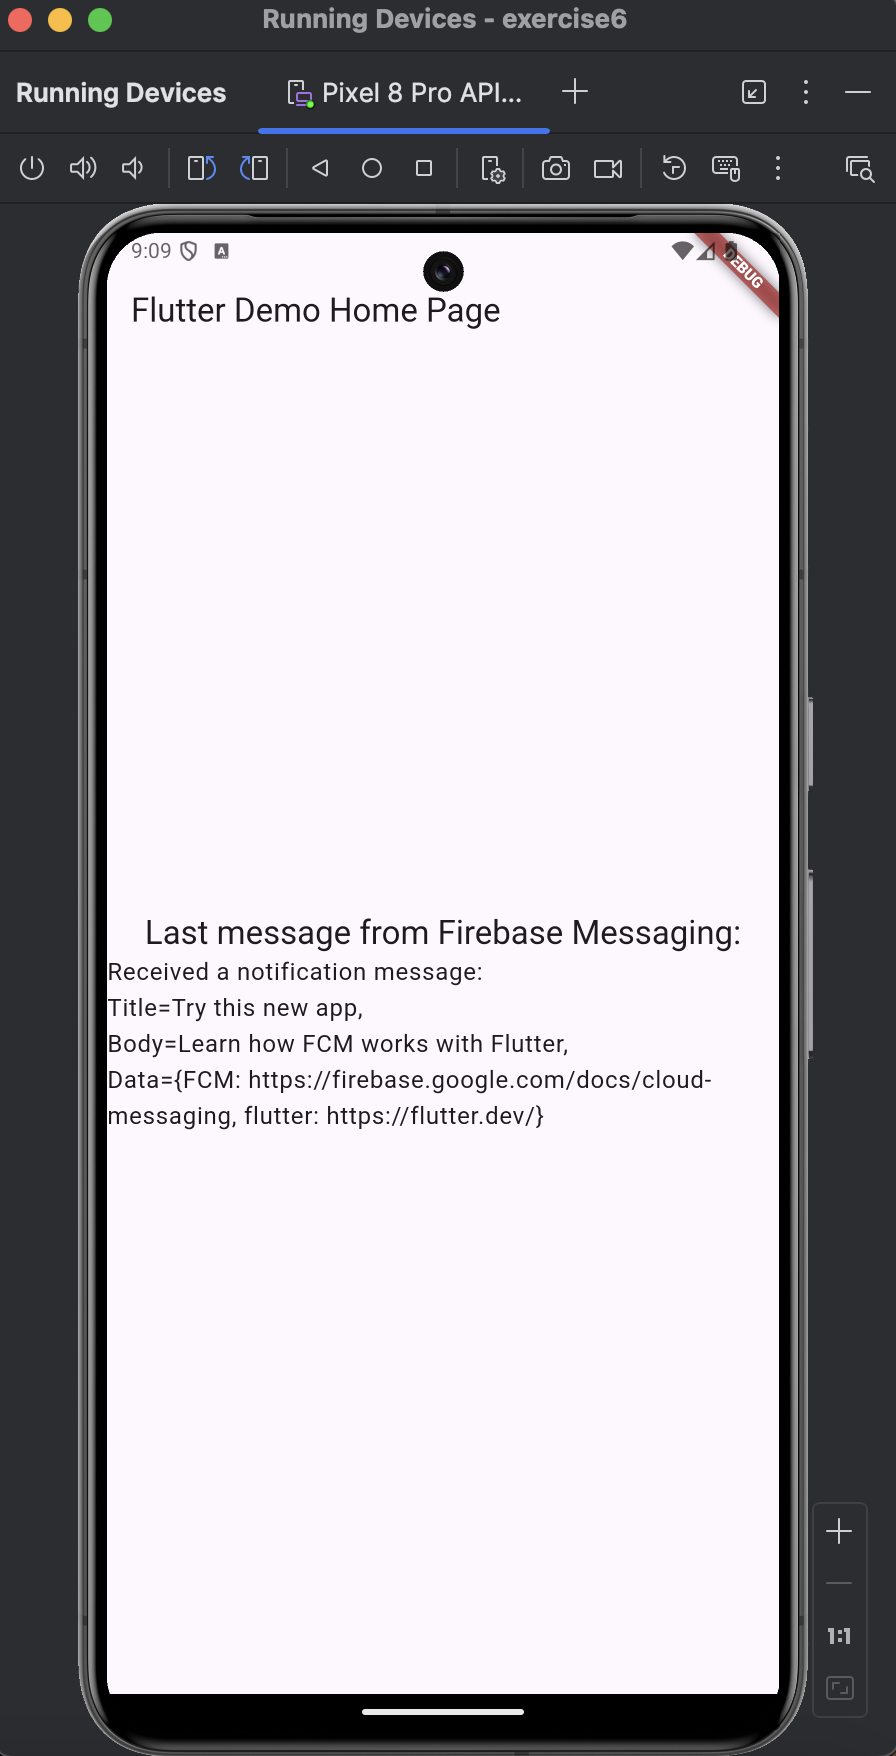 Running Devices - exercise6
Running Devices
Pixel 8 Pro API...
9:09
A
DEBUG
Flutter Demo Home Page
Last message from Firebase Messaging:
Received a notification message:
Title=Try this new app,
Body=Learn how FCM works with Flutter,
Data={FCM: https://firebase.google.com/docs/cloud-
messaging, flutter: https://flutter.dev/}
1:1